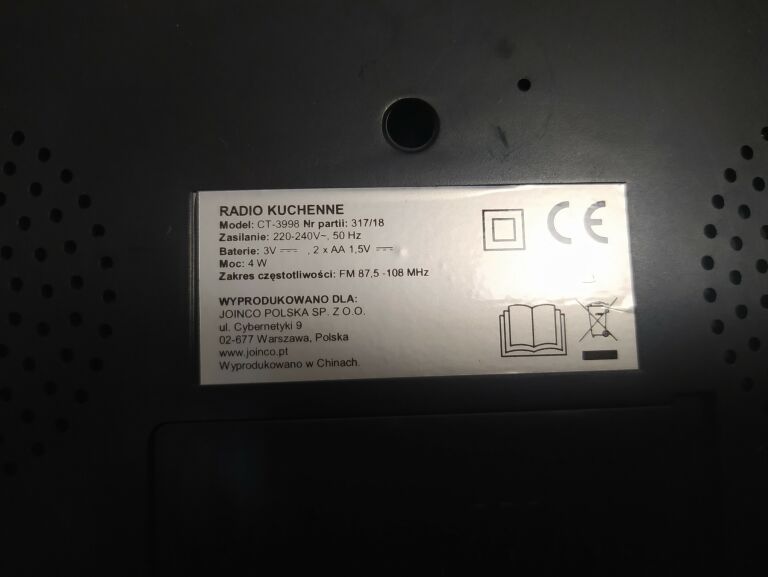 RADIO KUCHENNE
Model: CT-3998 Nr partii: 317/18
Zasilanie: 220-240V~, 50 Hz
Baterie: 3V ⎓ , 2 x AA 1,5V ⎓
Moc: 4 W
Zakres częstotliwości: FM 87,5 -108 MHz
WYPRODUKOWANO DLA:
JOINCO POLSKA SP. Z O.O.
ul. Cybernetyki 9
02-677 Warszawa, Polska
www.joinco.pt
Wyprodukowano w Chinach.
CE